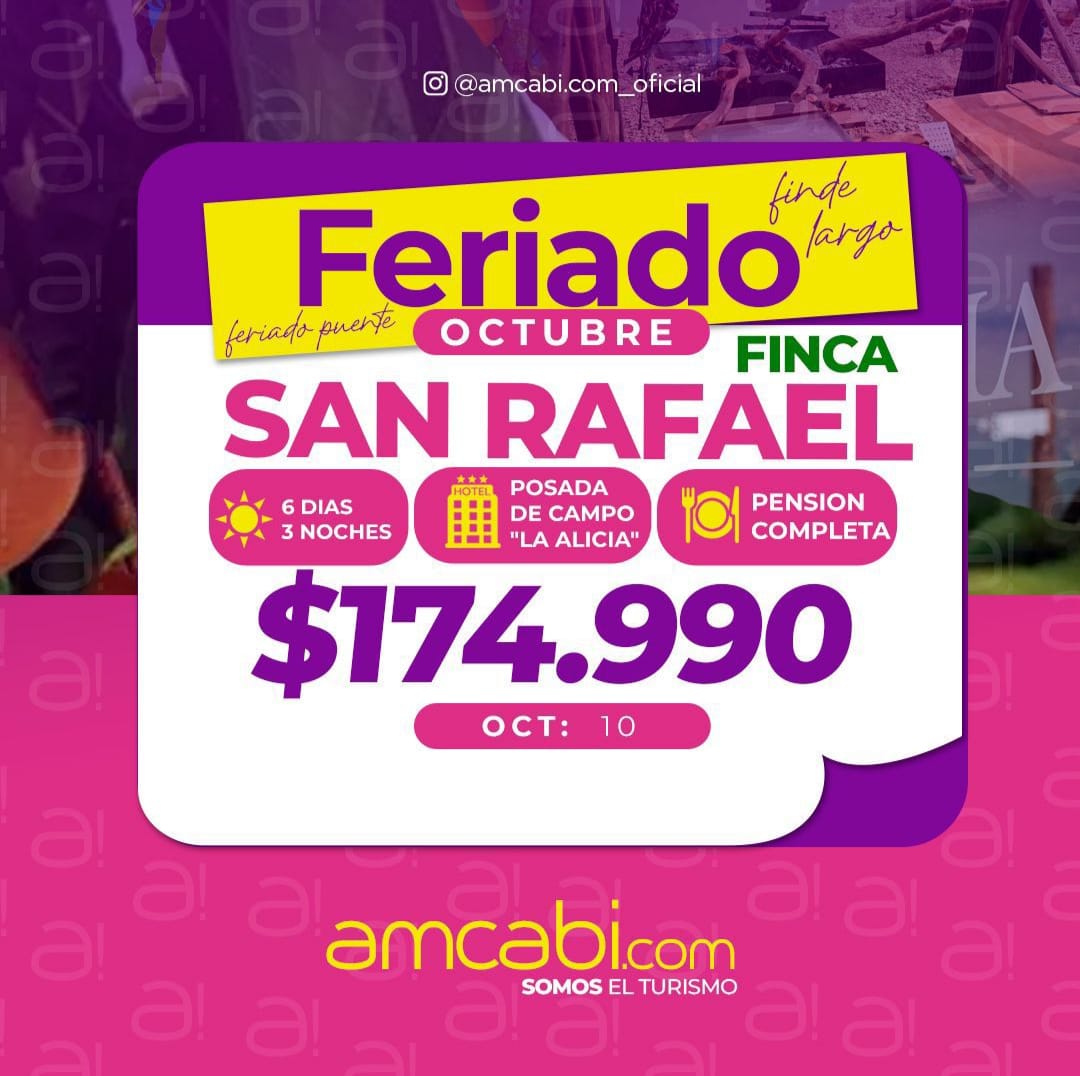 @amcabi.com_oficial
finde
largo
Feriado
feriado puente
OCTUBRE
FINCA
SAN RAFAEL
6 DIAS
3 NOCHES
HOTEL
POSADA
DE CAMPO
"LA ALICIA"
PENSION
COMPLETA
$174.990
OCT: 10
amcabi.com
SOMOS EL TURISMO
a!